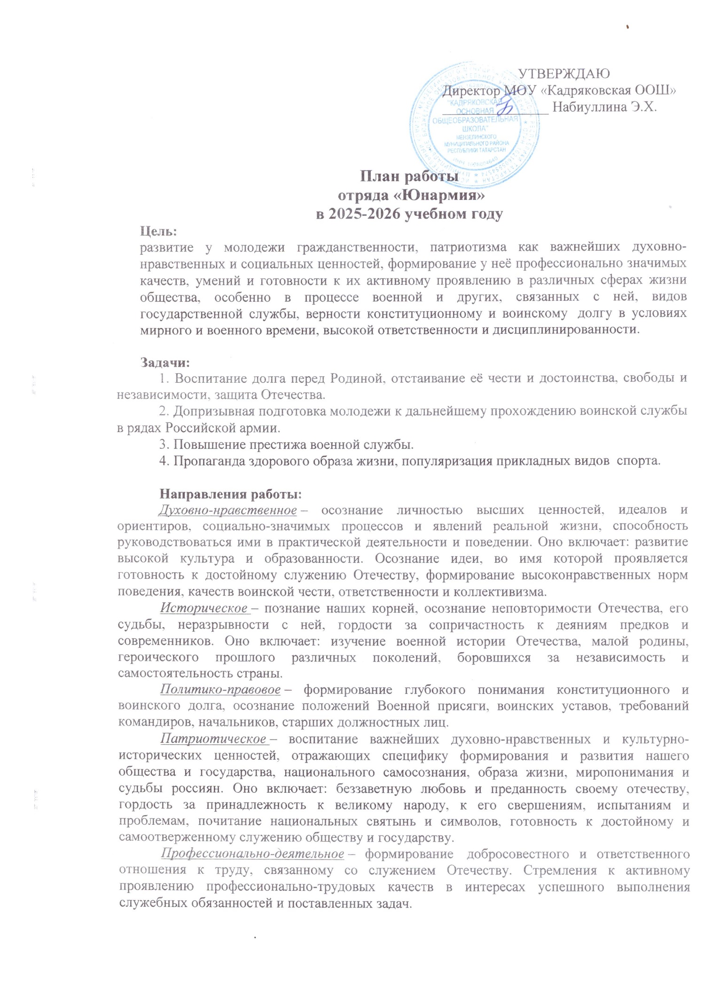 УТВЕРЖДАЮ
Директор МОУ «Кадряковская ООШ»
_______________ Набиуллина Э.Х.
"КАДРЯКОВСКАЯ
ОСНОВНАЯ
ОБЩЕОБРАЗОВАТЕЛЬНАЯ
ШКОЛА"
МЕНЗЕЛИНСКОГО
МУНИЦИПАЛЬНОГО РАЙОНА
РЕСПУБЛИКИ ТАТАРСТАН
ИНН 1628004640
План работы
отряда «Юнармия»
в 2025-2026 учебном году
Цель:
развитие у молодежи гражданственности, патриотизма как важнейших духовно-
нравственных и социальных ценностей, формирование у неё профессионально значимых
качеств, умений и готовности к их активному проявлению в различных сферах жизни
общества, особенно в процессе военной и других, связанных с ней, видов
государственной службы, верности конституционному и воинскому долгу в условиях
мирного и военного времени, высокой ответственности и дисциплинированности.
Задачи:
1. Воспитание долга перед Родиной, отстаивание её чести и достоинства, свободы и
независимости, защита Отечества.
2. Допризывная подготовка молодежи к дальнейшему прохождению воинской службы
в рядах Российской армии.
3. Повышение престижа военной службы.
4. Пропаганда здорового образа жизни, популяризация прикладных видов спорта.
Направления работы:
Духовно-нравственное – осознание личностью высших ценностей, идеалов и
ориентиров, социально-значимых процессов и явлений реальной жизни, способность
руководствоваться ими в практической деятельности и поведении. Оно включает: развитие
высокой культура и образованности. Осознание идеи, во имя которой проявляется
готовность к достойному служению Отечеству, формирование высоконравственных норм
поведения, качеств воинской чести, ответственности и коллективизма.
Историческое – познание наших корней, осознание неповторимости Отечества, его
судьбы, неразрывности с ней, гордости за сопричастность к деяниям предков и
современников. Оно включает: изучение военной истории Отечества, малой родины,
героического прошлого различных поколений, боровшихся за независимость и
самостоятельность страны.
Политико-правовое – формирование глубокого понимания конституционного и
воинского долга, осознание положений Военной присяги, воинских уставов, требований
командиров, начальников, старших должностных лиц.
Патриотическое – воспитание важнейших духовно-нравственных и культурно-
исторических ценностей, отражающих специфику формирования и развития нашего
общества и государства, национального самосознания, образа жизни, миропонимания и
судьбы россиян. Оно включает: беззаветную любовь и преданность своему отечеству,
гордость за принадлежность к великому народу, к его свершениям, испытаниям и
проблемам, почитание национальных святынь и символов, готовность к достойному и
самоотверженному служению обществу и государству.
Профессионально-деятельное – формирование добросовестного и ответственного
отношения к труду, связанному со служением Отечеству. Стремления к активному
проявлению профессионально-трудовых качеств в интересах успешного выполнения
служебных обязанностей и поставленных задач.